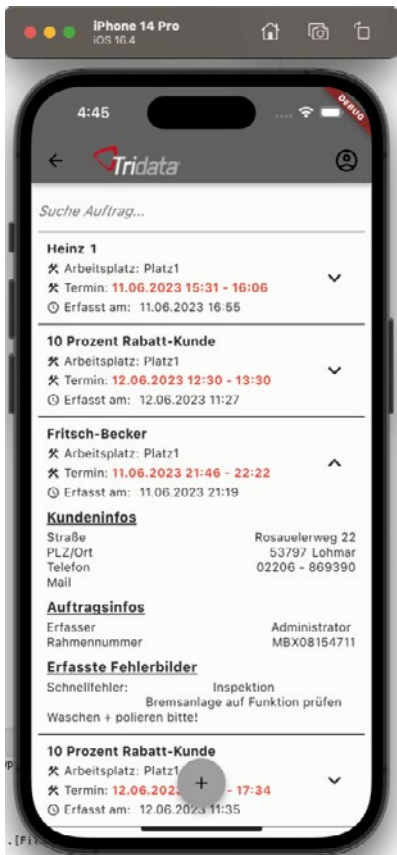 iPhone 14 Pro
iOS 16.4
4:45
DEBUG
Tridata
Suche Auftrag...
Heinz 1
Arbeitsplatz: Platz1
Termin: 11.06.2023 15:31 - 16:06
Erfasst am: 11.06.2023 16:55
10 Prozent Rabatt-Kunde
Arbeitsplatz: Platz1
Termin: 12.06.2023 12:30 - 13:30
Erfasst am: 12.06.2023 11:27
Fritsch-Becker
Arbeitsplatz: Platz1
Termin: 11.06.2023 21:46 - 22:22
Erfasst am: 11.06.2023 21:19
Kundeninfos
Straße Rosauelerweg 22
PLZ/Ort 53797 Lohmar
Telefon 02206 - 869390
Mail
Auftragsinfos
Erfasser Administrator
Rahmennummer MBX08154711
Erfasste Fehlerbilder
Schnellfehler: Inspektion
Bremsanlage auf Funktion prüfen
Waschen + polieren bitte!
10 Prozent Rabatt-Kunde
Arbeitsplatz: Platz1
+
Termin: 12.06.202 - 17:34
Erfasst am: 12.06.2023 11:35